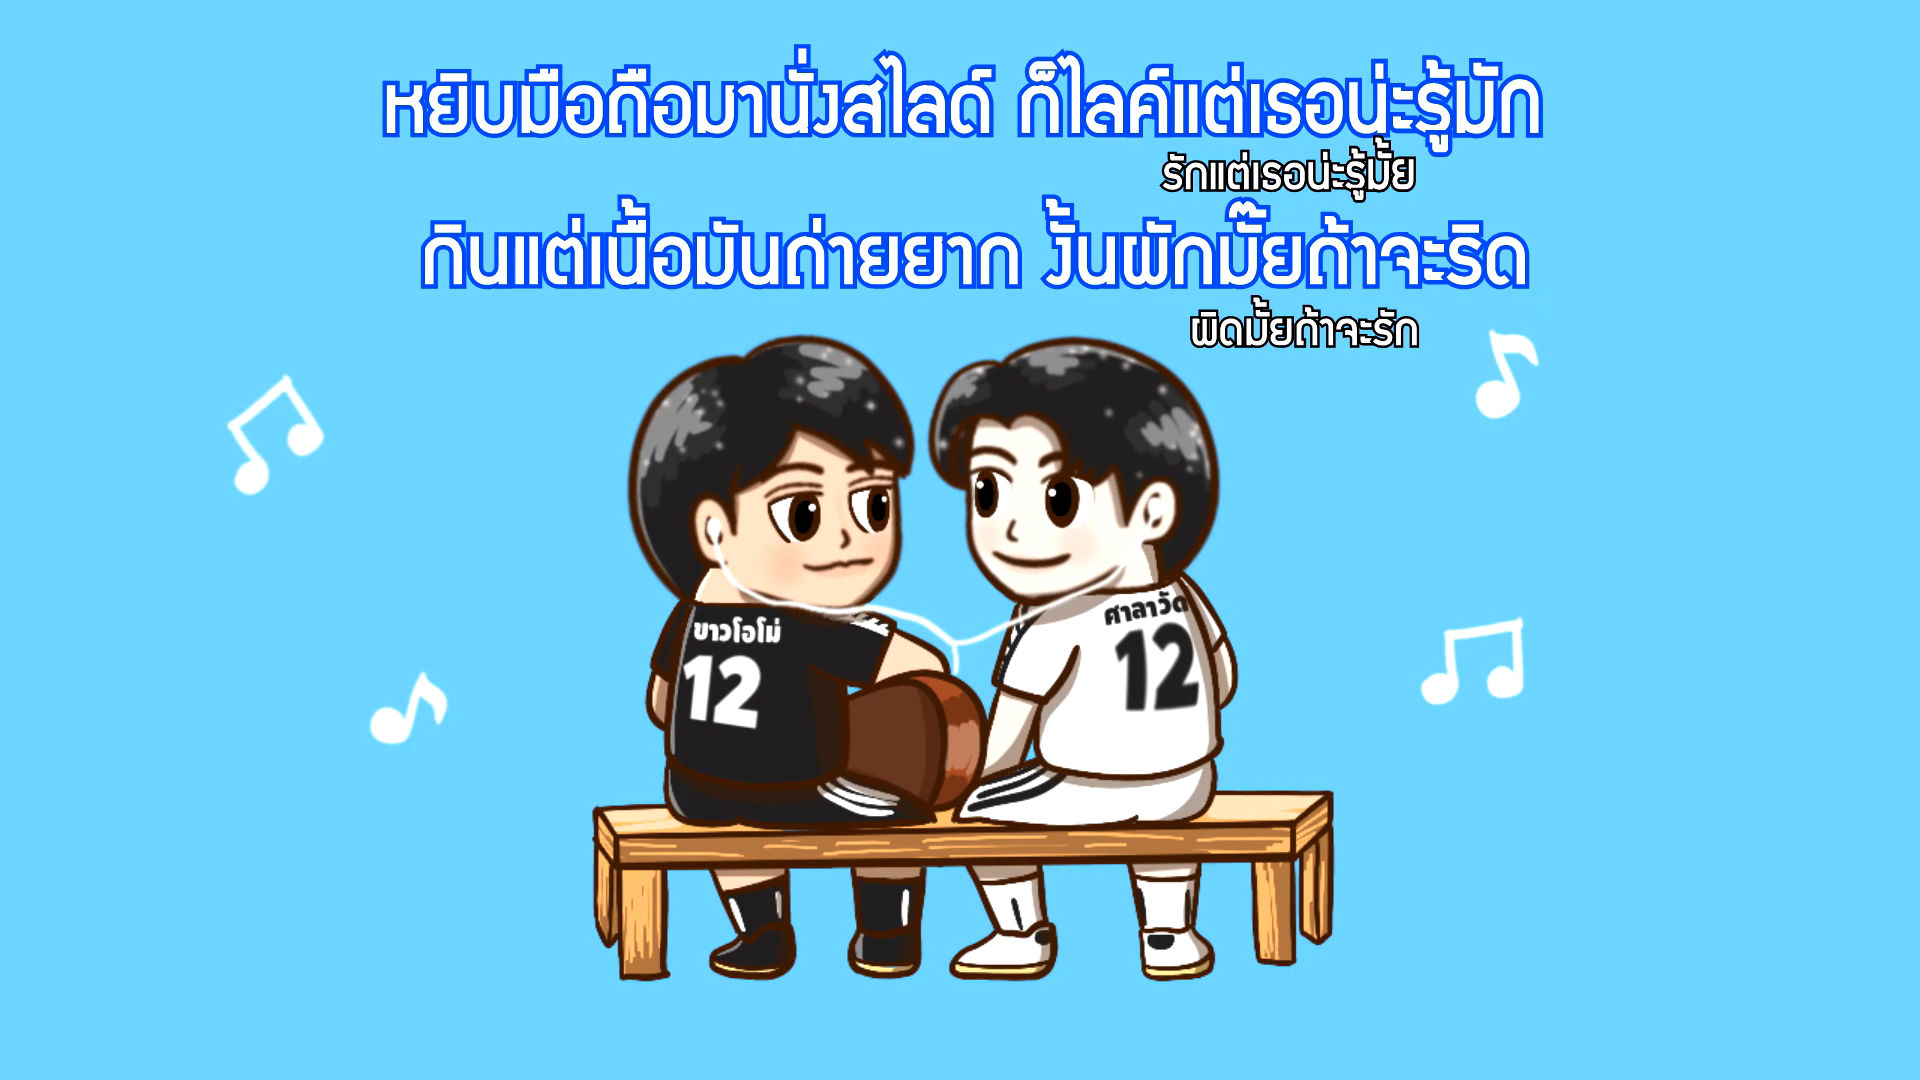 หยิบมือถือมานั่งสไลด์ ก็ไลค์แต่เธอน่ะรู้มัก
รักแต่เธอน่ะรู้มั้ย
กินแต่เนื้อมันถ่ายยาก งั้นผักมั๊ยถ้าจะริด
ผิดมั้ยถ้าจะรัก
ขาวโอโม่
12
ศาลาวัด
12